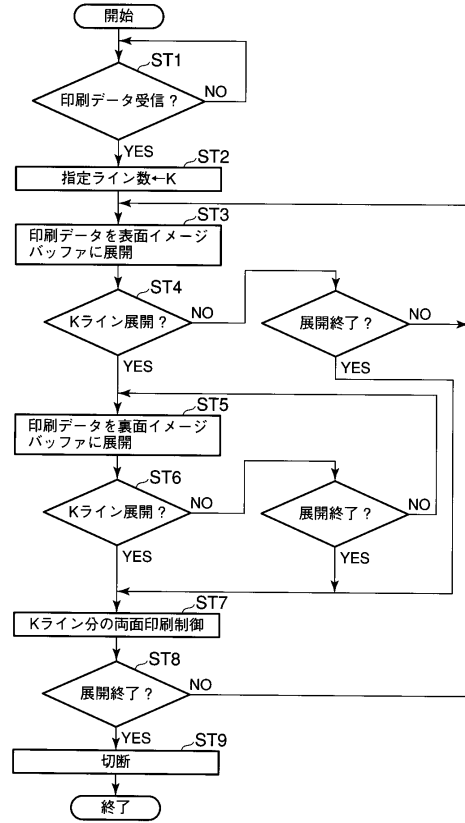 開始
ST1
印刷データ受信？
NO
YES
ST2
指定ライン数←K
ST3
印刷データを表面イメージ
バッファに展開
ST4
Kライン展開？
NO
展開終了？
NO
YES
YES
ST5
印刷データを裏面イメージ
バッファに展開
ST6
Kライン展開？
NO
展開終了？
NO
YES
YES
ST7
Kライン分の両面印刷制御
ST8
展開終了？
NO
YES
ST9
切断
終了